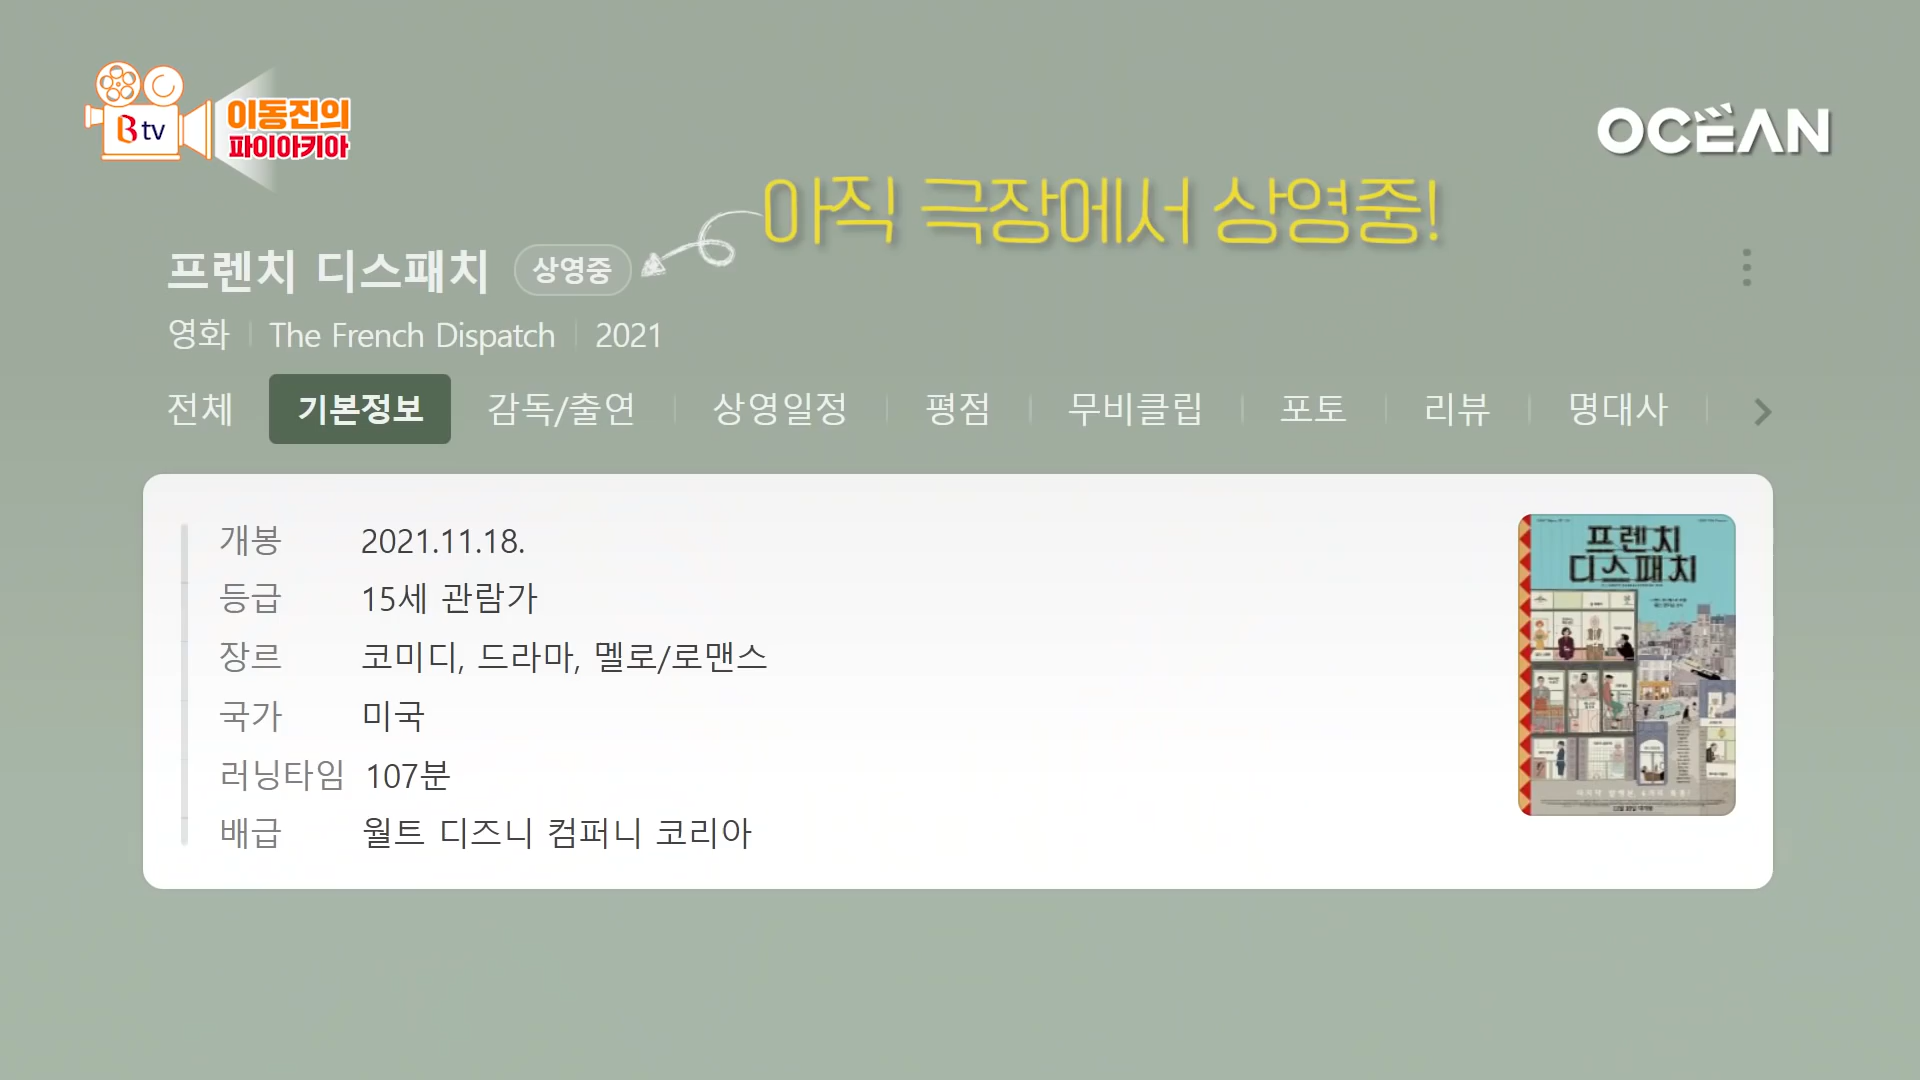 B tv
이동진의
파이아키아
OCEAN
아직 극장에서 상영중!
프렌치 디스패치 상영중
영화 The French Dispatch 2021
전체 기본정보 감독/출연 상영일정 평점 무비클립 포토 리뷰 명대사
개봉 2021.11.18.
등급 15세 관람가
장르 코미디, 드라마, 멜로/로맨스
국가 미국
러닝타임 107분
배급 월트 디즈니 컴퍼니 코리아
프렌치
디스패치